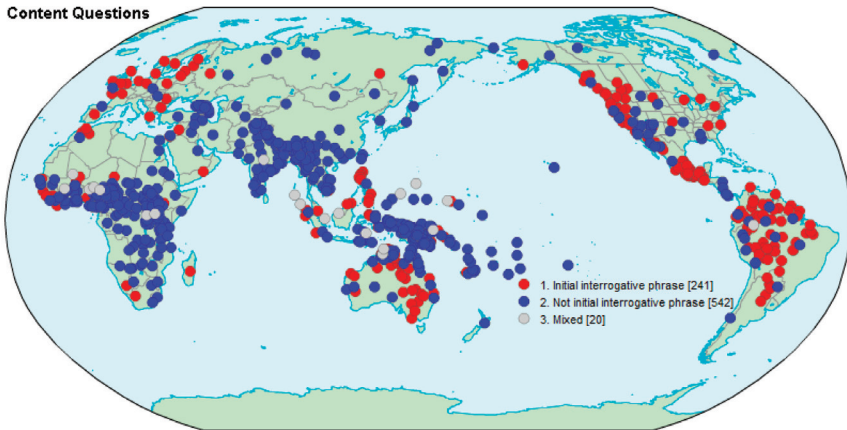 Content Questions
1. Initial interrogative phrase [241]
2. Not initial interrogative phrase [542]
3. Mixed [20]